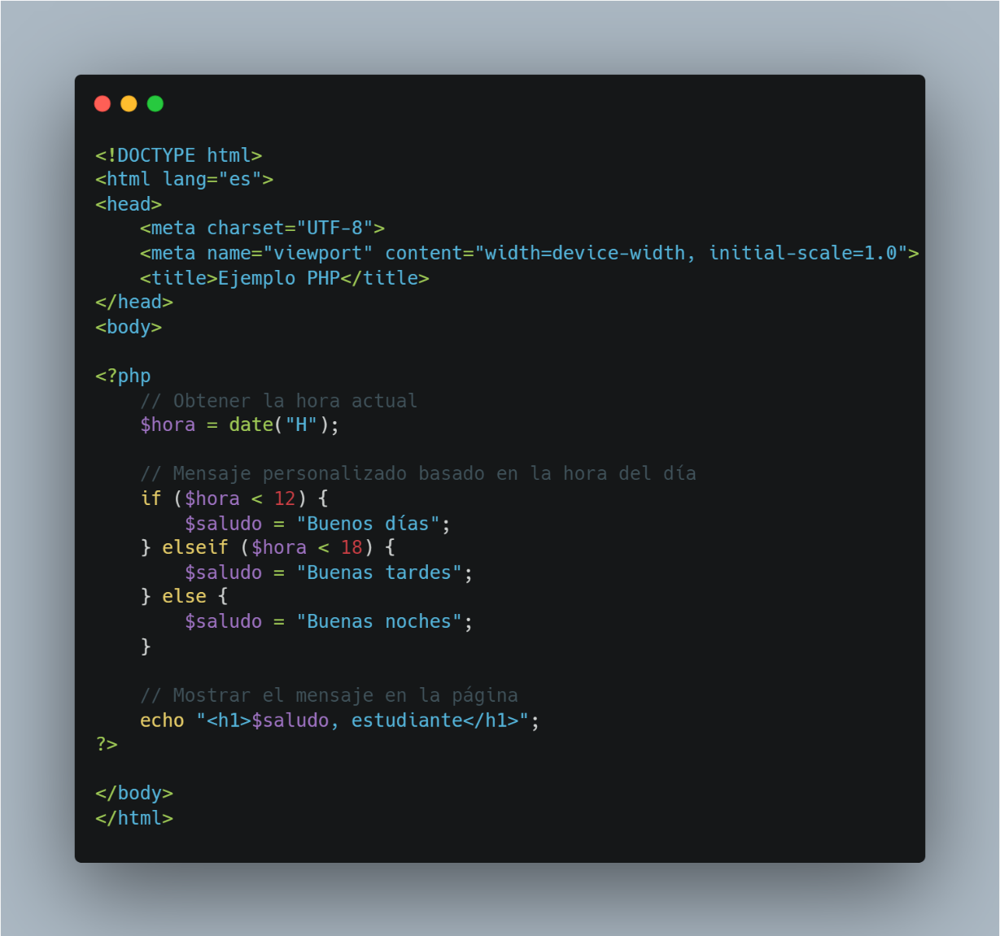 <!DOCTYPE html>
<html lang="es">
<head>
    <meta charset="UTF-8">
    <meta name="viewport" content="width=device-width, initial-scale=1.0">
    <title>Ejemplo PHP</title>
</head>
<body>

<?php
    // Obtener la hora actual
    $hora = date("H");

    // Mensaje personalizado basado en la hora del día
    if ($hora < 12) {
        $saludo = "Buenos días";
    } elseif ($hora < 18) {
        $saludo = "Buenas tardes";
    } else {
        $saludo = "Buenas noches";
    }

    // Mostrar el mensaje en la página
    echo "<h1>$saludo, estudiante</h1>";
?>

</body>
</html>